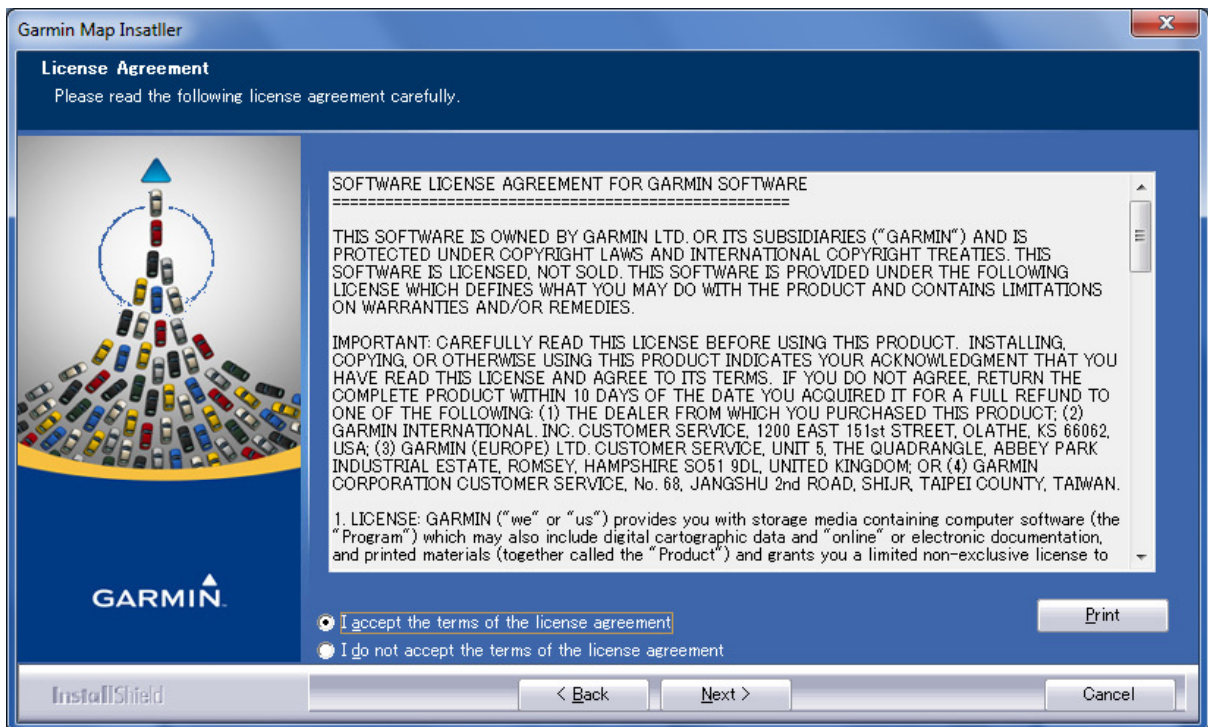 Garmin Map Insatller
License Agreement
Please read the following license agreement carefully.
SOFTWARE LICENSE AGREEMENT FOR GARMIN SOFTWARE
====================================================
THIS SOFTWARE IS OWNED BY GARMIN LTD. OR ITS SUBSIDIARIES ("GARMIN") AND IS
PROTECTED UNDER COPYRIGHT LAWS AND INTERNATIONAL COPYRIGHT TREATIES. THIS
SOFTWARE IS LICENSED, NOT SOLD. THIS SOFTWARE IS PROVIDED UNDER THE FOLLOWING
LICENSE WHICH DEFINES WHAT YOU MAY DO WITH THE PRODUCT AND CONTAINS LIMITATIONS
ON WARRANTIES AND/OR REMEDIES.
IMPORTANT: CAREFULLY READ THIS LICENSE BEFORE USING THIS PRODUCT.  INSTALLING,
COPYING, OR OTHERWISE USING THIS PRODUCT INDICATES YOUR ACKNOWLEDGMENT THAT YOU
HAVE READ THIS LICENSE AND AGREE TO ITS TERMS.  IF YOU DO NOT AGREE, RETURN THE
COMPLETE PRODUCT WITHIN 10 DAYS OF THE DATE YOU ACQUIRED IT FOR A FULL REFUND TO
ONE OF THE FOLLOWING: (1) THE DEALER FROM WHICH YOU PURCHASED THIS PRODUCT; (2)
GARMIN INTERNATIONAL. INC. CUSTOMER SERVICE, 1200 EAST 151st STREET, OLATHE, KS 66062,
USA; (3) GARMIN (EUROPE) LTD. CUSTOMER SERVICE, UNIT 5, THE QUADRANGLE, ABBEY PARK
INDUSTRIAL ESTATE, ROMSEY, HAMPSHIRE SO51 9DL, UNITED KINGDOM; OR (4) GARMIN
CORPORATION CUSTOMER SERVICE, No. 68, JANGSHU 2nd ROAD, SHIJR, TAIPEI COUNTY, TAIWAN.
1. LICENSE: GARMIN ("we" or "us") provides you with storage media containing computer software (the
"Program") which may also include digital cartographic data and "online" or electronic documentation,
and printed materials (together called the "Product") and grants you a limited non-exclusive license to
GARMIN
I accept the terms of the license agreement
Print
I do not accept the terms of the license agreement
InstallShield
< Back
Next >
Cancel